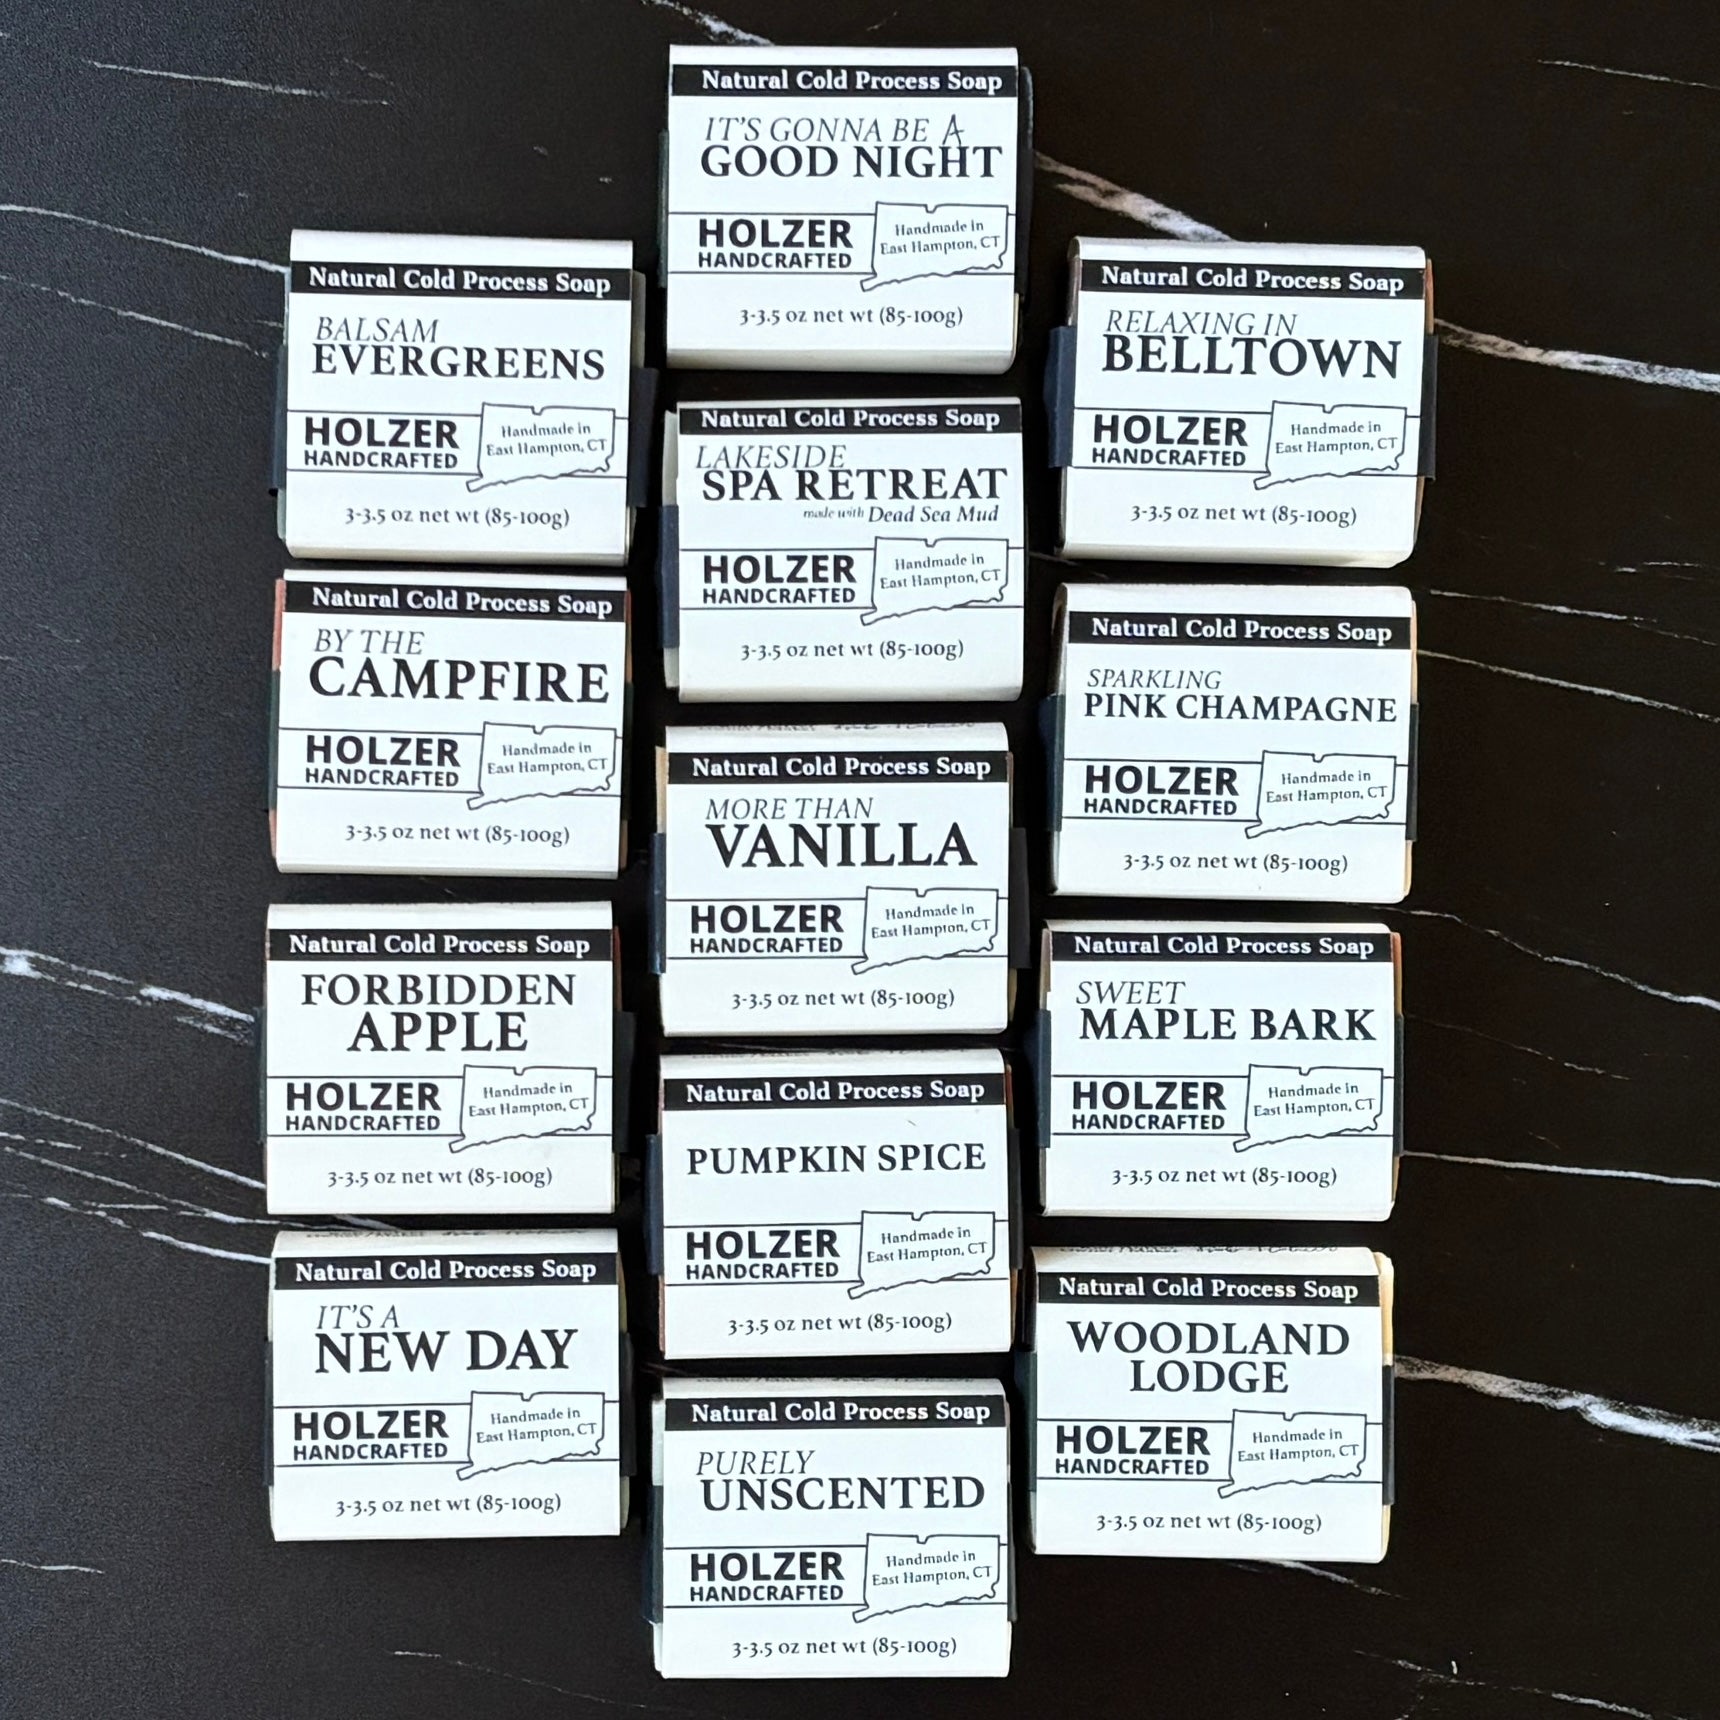 Natural Cold Process Soap
BALSAM
EVERGREENS
HOLZER
HANDCRAFTED
Handmade in
East Hampton, CT
3-3.5 oz net wt (85-100g)
Natural Cold Process Soap
BY THE
CAMPFIRE
HOLZER
HANDCRAFTED
Handmade in
East Hampton, CT
3-3.5 oz net wt (85-100g)
Natural Cold Process Soap
FORBIDDEN
APPLE
HOLZER
HANDCRAFTED
Handmade in
East Hampton, CT
3-3.5 oz net wt (85-100g)
Natural Cold Process Soap
IT'S A
NEW DAY
HOLZER
HANDCRAFTED
Handmade in
East Hampton, CT
3-3.5 oz net wt (85-100g)
Natural Cold Process Soap
IT'S GONNA BE A
GOOD NIGHT
HOLZER
HANDCRAFTED
Handmade in
East Hampton, CT
3-3.5 oz net wt (85-100g)
Natural Cold Process Soap
LAKESIDE
SPA RETREAT
made with Dead Sea Mud
HOLZER
HANDCRAFTED
Handmade in
East Hampton, CT
3-3.5 oz net wt (85-100g)
Natural Cold Process Soap
MORE THAN
VANILLA
HOLZER
HANDCRAFTED
Handmade in
East Hampton, CT
3-3.5 oz net wt (85-100g)
Natural Cold Process Soap
PUMPKIN SPICE
HOLZER
HANDCRAFTED
Handmade in
East Hampton, CT
3-3.5 oz net wt (85-100g)
Natural Cold Process Soap
PURELY
UNSCENTED
HOLZER
HANDCRAFTED
Handmade in
East Hampton, CT
3-3.5 oz net wt (85-100g)
Natural Cold Process Soap
RELAXING IN
BELLTOWN
HOLZER
HANDCRAFTED
Handmade in
East Hampton, CT
3-3.5 oz net wt (85-100g)
Natural Cold Process Soap
SPARKLING
PINK CHAMPAGNE
HOLZER
HANDCRAFTED
Handmade in
East Hampton, CT
3-3.5 oz net wt (85-100g)
Natural Cold Process Soap
SWEET
MAPLE BARK
HOLZER
HANDCRAFTED
Handmade in
East Hampton, CT
3-3.5 oz net wt (85-100g)
Natural Cold Process Soap
WOODLAND
LODGE
HOLZER
HANDCRAFTED
Handmade in
East Hampton, CT
3-3.5 oz net wt (85-100g)